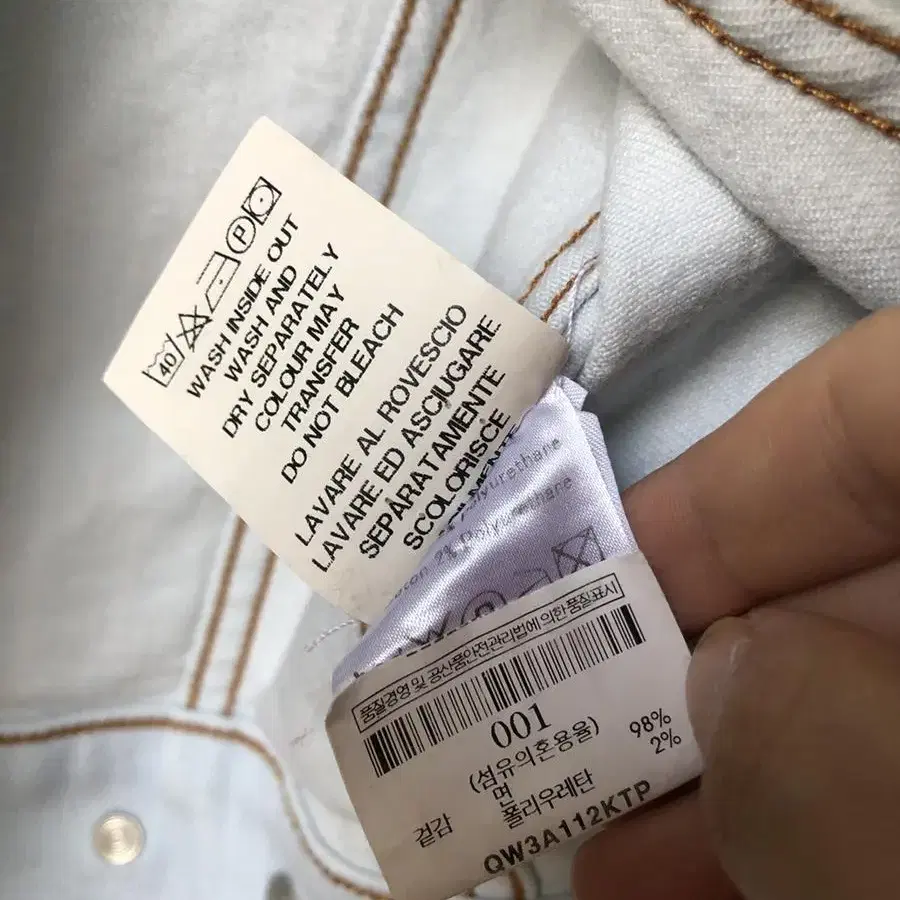 40
P
WASH INSIDE OUT
WASH AND
DRY SEPARATELY
COLOUR MAY
TRANSFER
DO NOT BLEACH
LAVARE AL ROVESCIO
LAVARE ED ASCIUGARE
SEPARATAMENTE
SCOLORISCE
Polyurethane
2% Polyurethane
품질경영 및 공산품안전관리법에 의한 품질표시
001
(섬유의혼용율)
겉감 면 98%
폴리우레탄 2%
QW3A112KTP